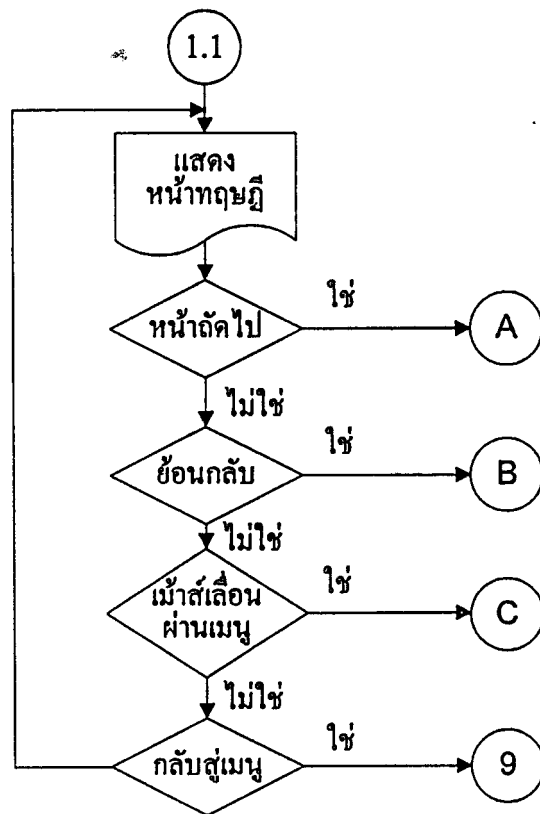 1.1
แสดง
หน้าทฤษฎี
หน้าถัดไป
ใช่
A
ไม่ใช่
ย้อนกลับ
ใช่
B
ไม่ใช่
เม้าส์เลื่อน
ผ่านเมนู
ใช่
C
ไม่ใช่
กลับสู่เมนู
ใช่
9